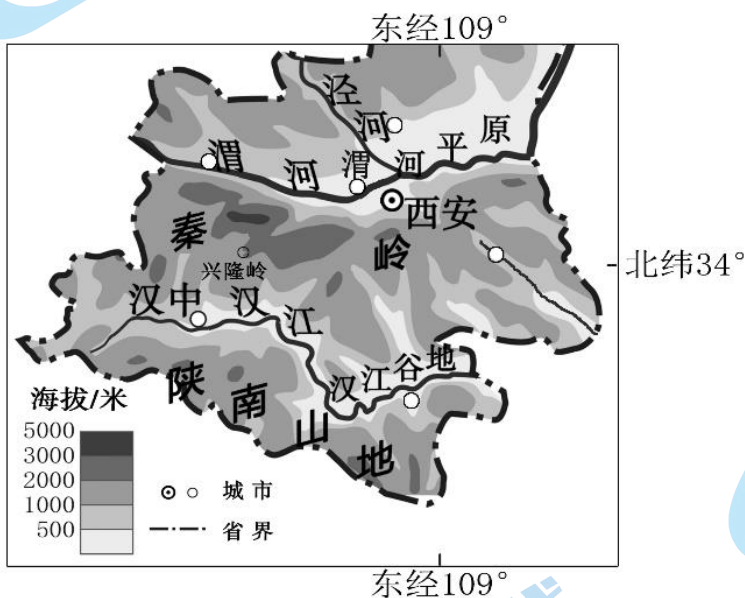 东经109°
泾河
渭河
渭河平原
西安
秦岭
北纬34°
兴隆岭
汉中
汉江
汉江谷地
陕南山地
海拔/米
5000
3000
2000
1000
500
城市
省界
东经109°